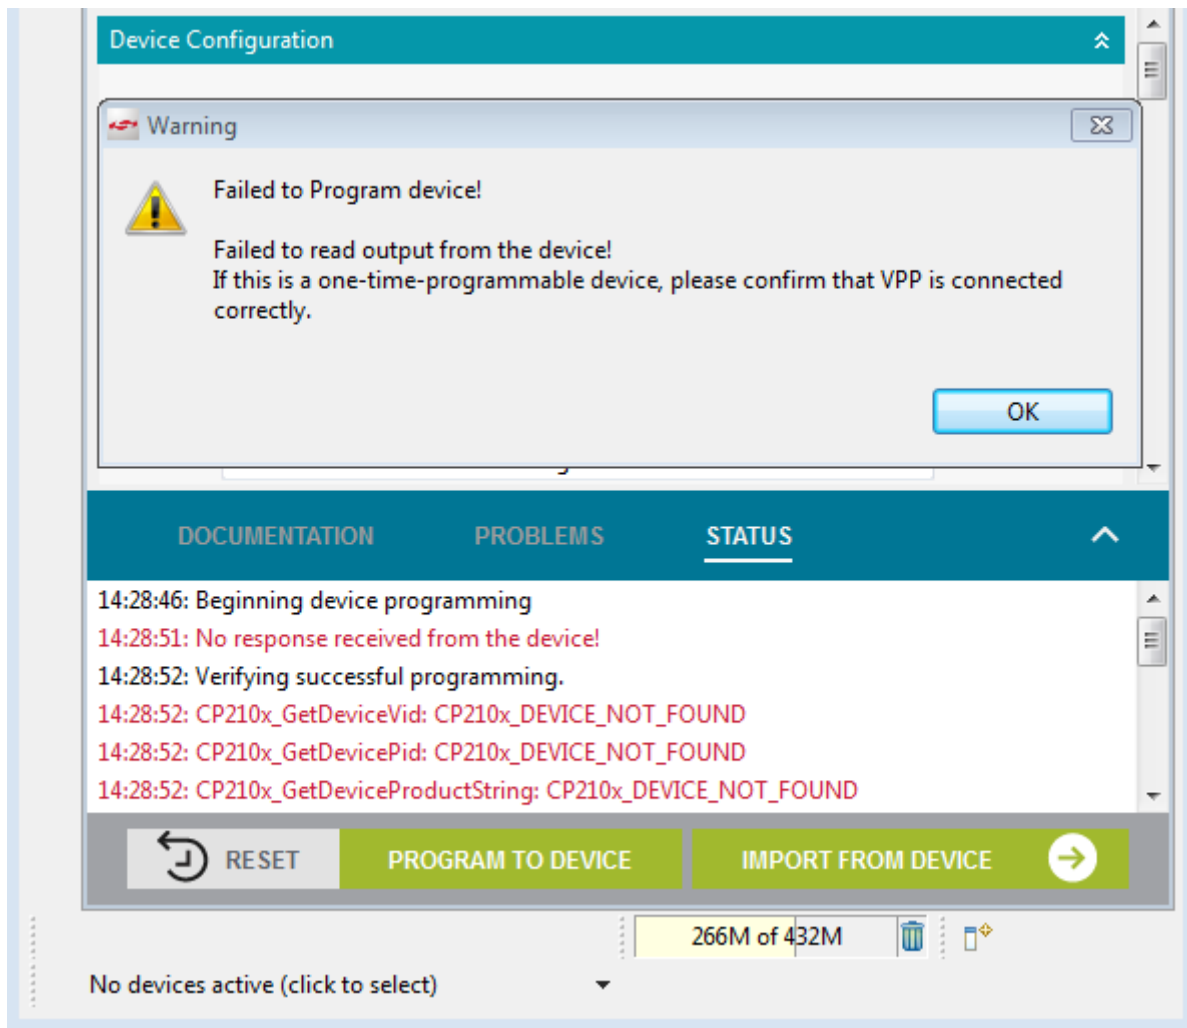 Device Configuration
Warning
Failed to Program device!
Failed to read output from the device!
If this is a one-time-programmable device, please confirm that VPP is connected
correctly.
OK
DOCUMENTATION PROBLEMS STATUS
14:28:46: Beginning device programming
14:28:51: No response received from the device!
14:28:52: Verifying successful programming.
14:28:52: CP210x_GetDeviceVid: CP210x_DEVICE_NOT_FOUND
14:28:52: CP210x_GetDevicePid: CP210x_DEVICE_NOT_FOUND
14:28:52: CP210x_GetDeviceProductString: CP210x_DEVICE_NOT_FOUND
RESET PROGRAM TO DEVICE IMPORT FROM DEVICE
266M of 432M
No devices active (click to select)